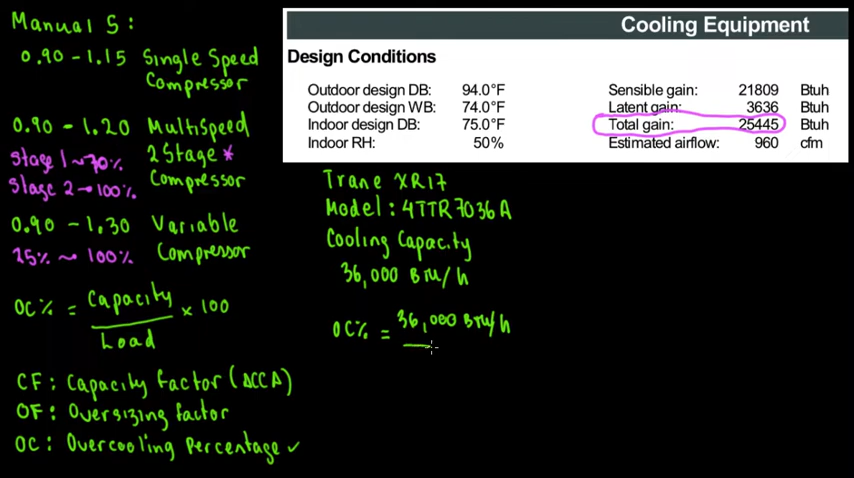 Manual S:
0.90 - 1.15 Single Speed
Compressor
0.90 - 1.20 Multispeed
Stage 1 ~ 70% 2 Stage *
Stage 2 → 100% Compressor
0.90 - 1.30 Variable
25% ~ 100% Compressor
OC% = Capacity × 100
Load
CF: Capacity Factor (ACCA)
OF: Oversizing factor
OC: Overcooling Percentage ✓
Cooling Equipment
Design Conditions
Outdoor design DB: 94.0°F Sensible gain: 21809 Btuh
Outdoor design WB: 74.0°F Latent gain: 3636 Btuh
Indoor design DB: 75.0°F Total gain: 25445 Btuh
Indoor RH: 50% Estimated airflow: 960 cfm
Trane XR17
Model: 4TTR7036A
Cooling Capacity
36,000 BTU/h
OC% = 36,000 BTU/h